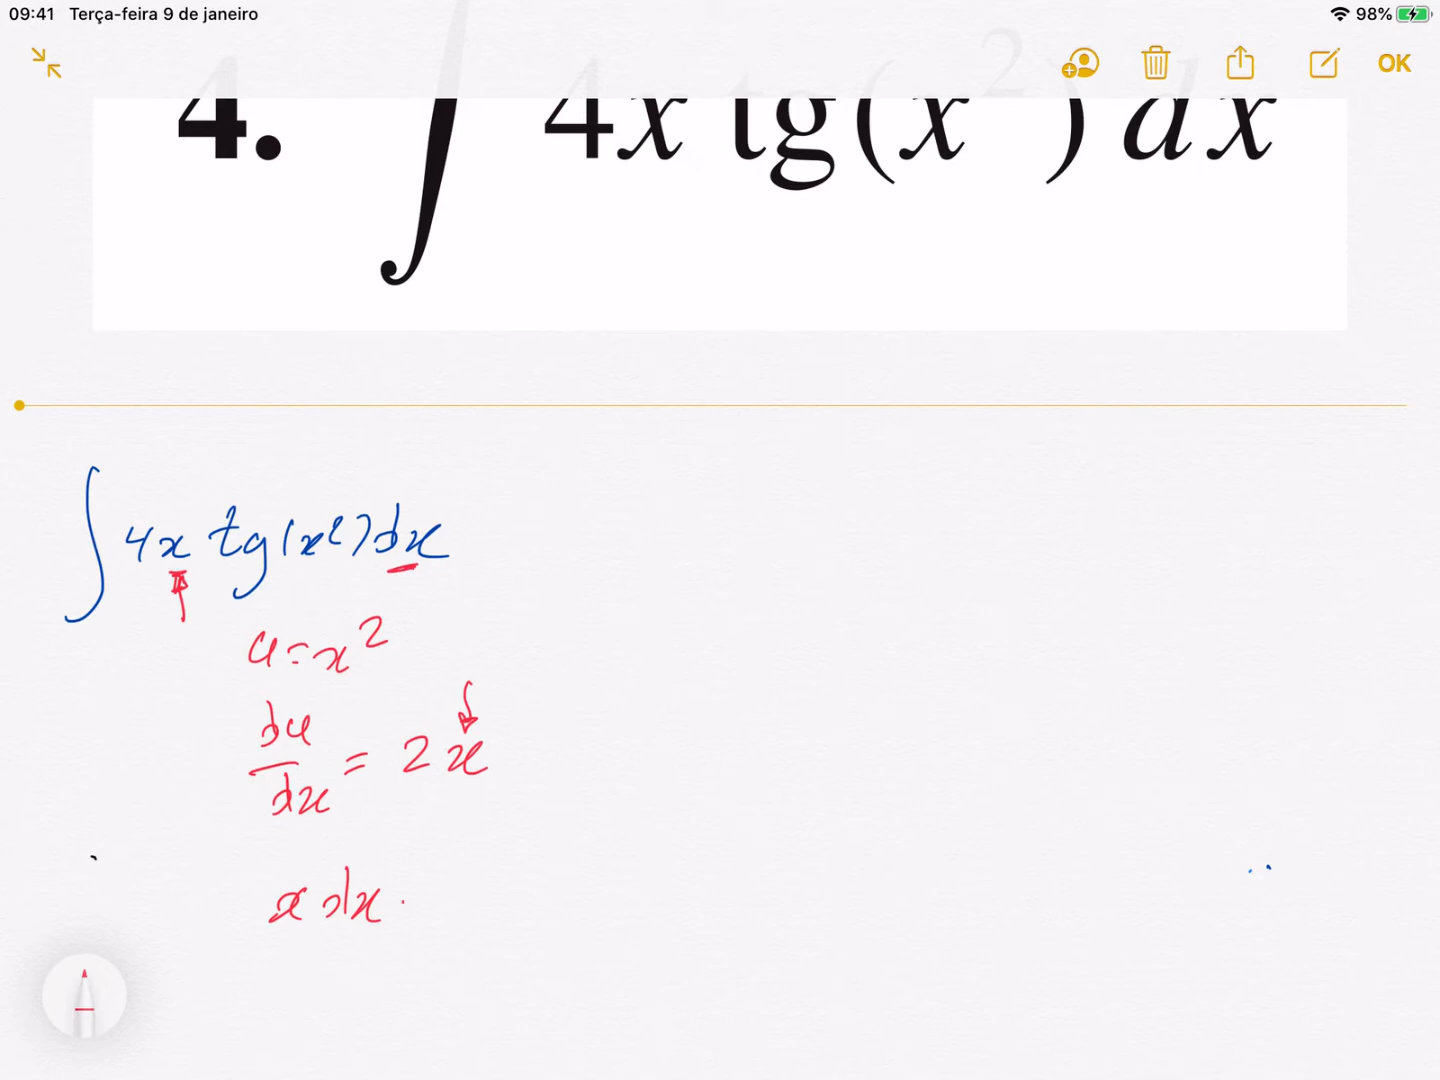 09:41 Terça-feira 9 de janeiro 98%
OK
4. ∫ 4x tg(x²) dx
∫ 4x tg(x²) dx
u = x²
du/dx = 2x
x dx